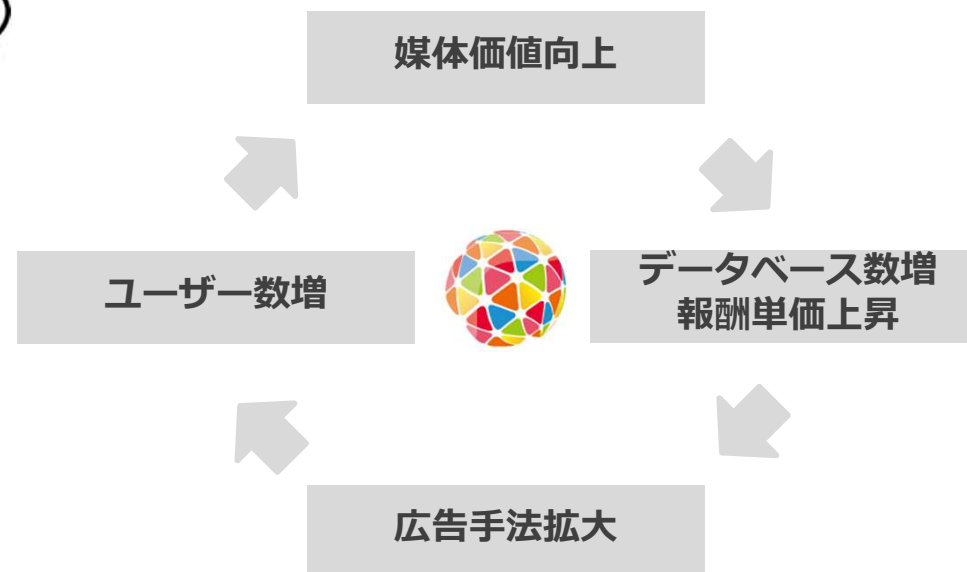 媒体価値向上
ユーザー数増
データベース数増
報酬単価上昇
広告手法拡大